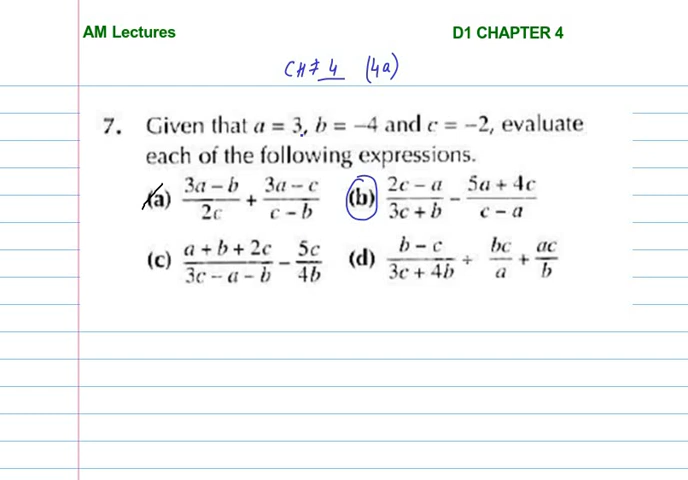 AM Lectures D1 CHAPTER 4
CH # 4 (4a)
7. Given that a = 3, b = −4 and c = −2, evaluate
each of the following expressions.
(a) (3a − b)/(2c) + (3a − c)/(c − b) (b) (2c − a)/(3c + b) − (5a + 4c)/(c − a)
(c) (a + b + 2c)/(3c − a − b) − 5c/4b (d) (b − c)/(3c + 4b) ÷ (bc/a + ac/b)